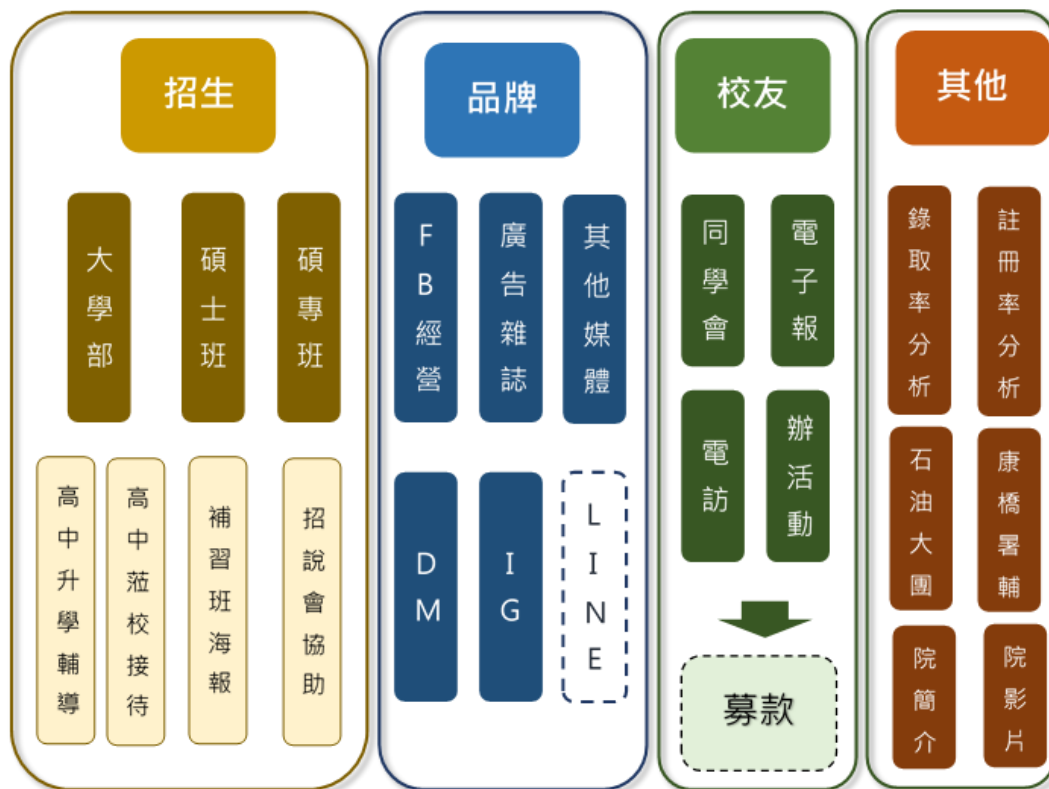 招生
大學部
碩士班
碩專班
高中升學輔導
高中蒞校接待
補習班海報
招說會協助
品牌
FB經營
廣告雜誌
其他媒體
DM
IG
LINE
校友
同學會
電子報
電訪
辦活動
募款
其他
錄取率分析
註冊率分析
石油大團
康橋暑輔
院簡介
院影片